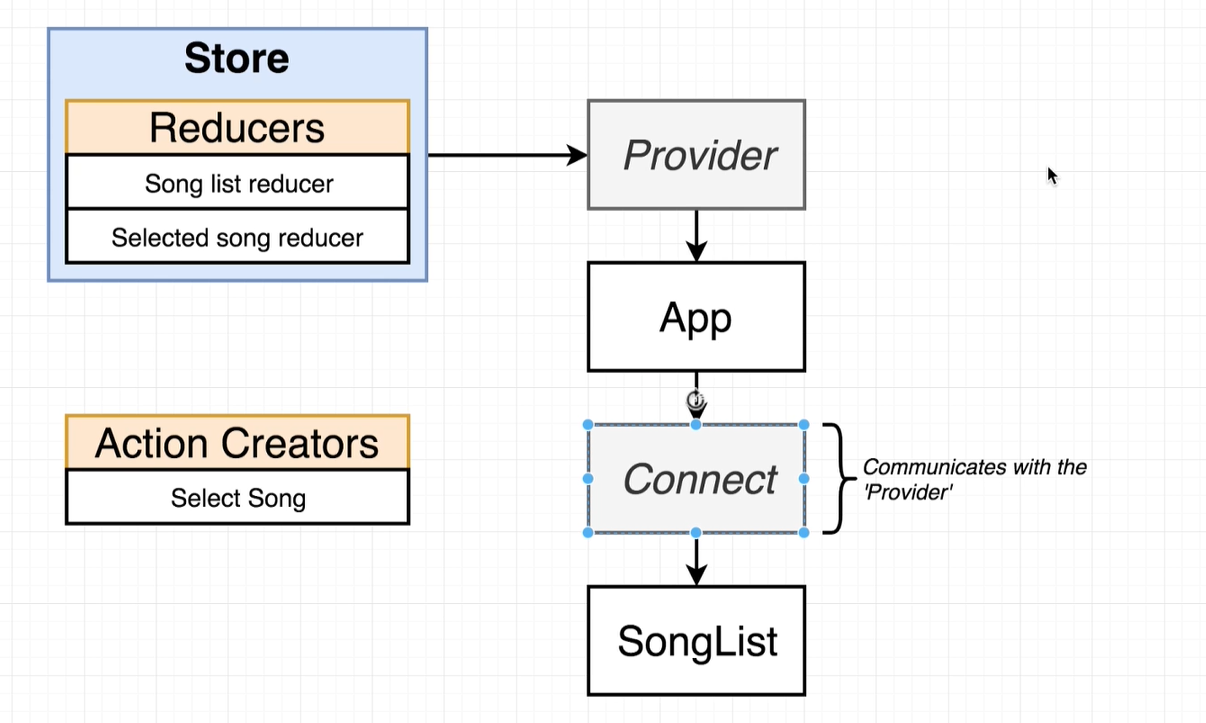 Store
Reducers
Song list reducer
Selected song reducer
Provider
App
Action Creators
Select Song
Connect
Communicates with the
'Provider'
SongList